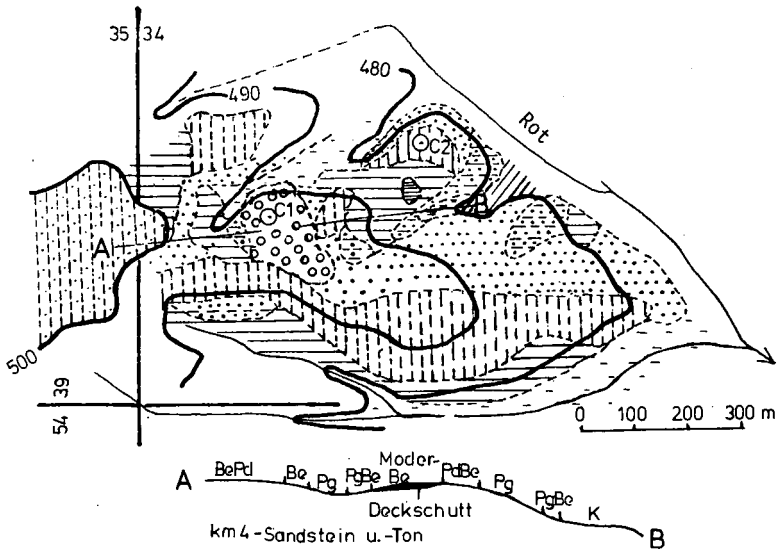 35 34
490
480
Rot
C2
C1
A
B
500
39
54
0 100 200 300 m
Moder-
BePd Be Pg PgBe Be PdBe Pg PgBe K
A
Deckschutt
km4-Sandstein u.-Ton
B